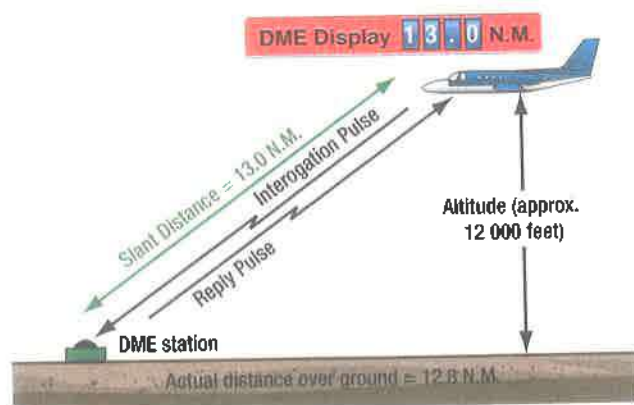 DME Display 13.0 N.M.
Slant Distance = 13.0 N.M.
Interogation Pulse
Reply Pulse
Altitude (approx.
12 000 feet)
DME station
Actual distance over ground = 12.8 N.M.